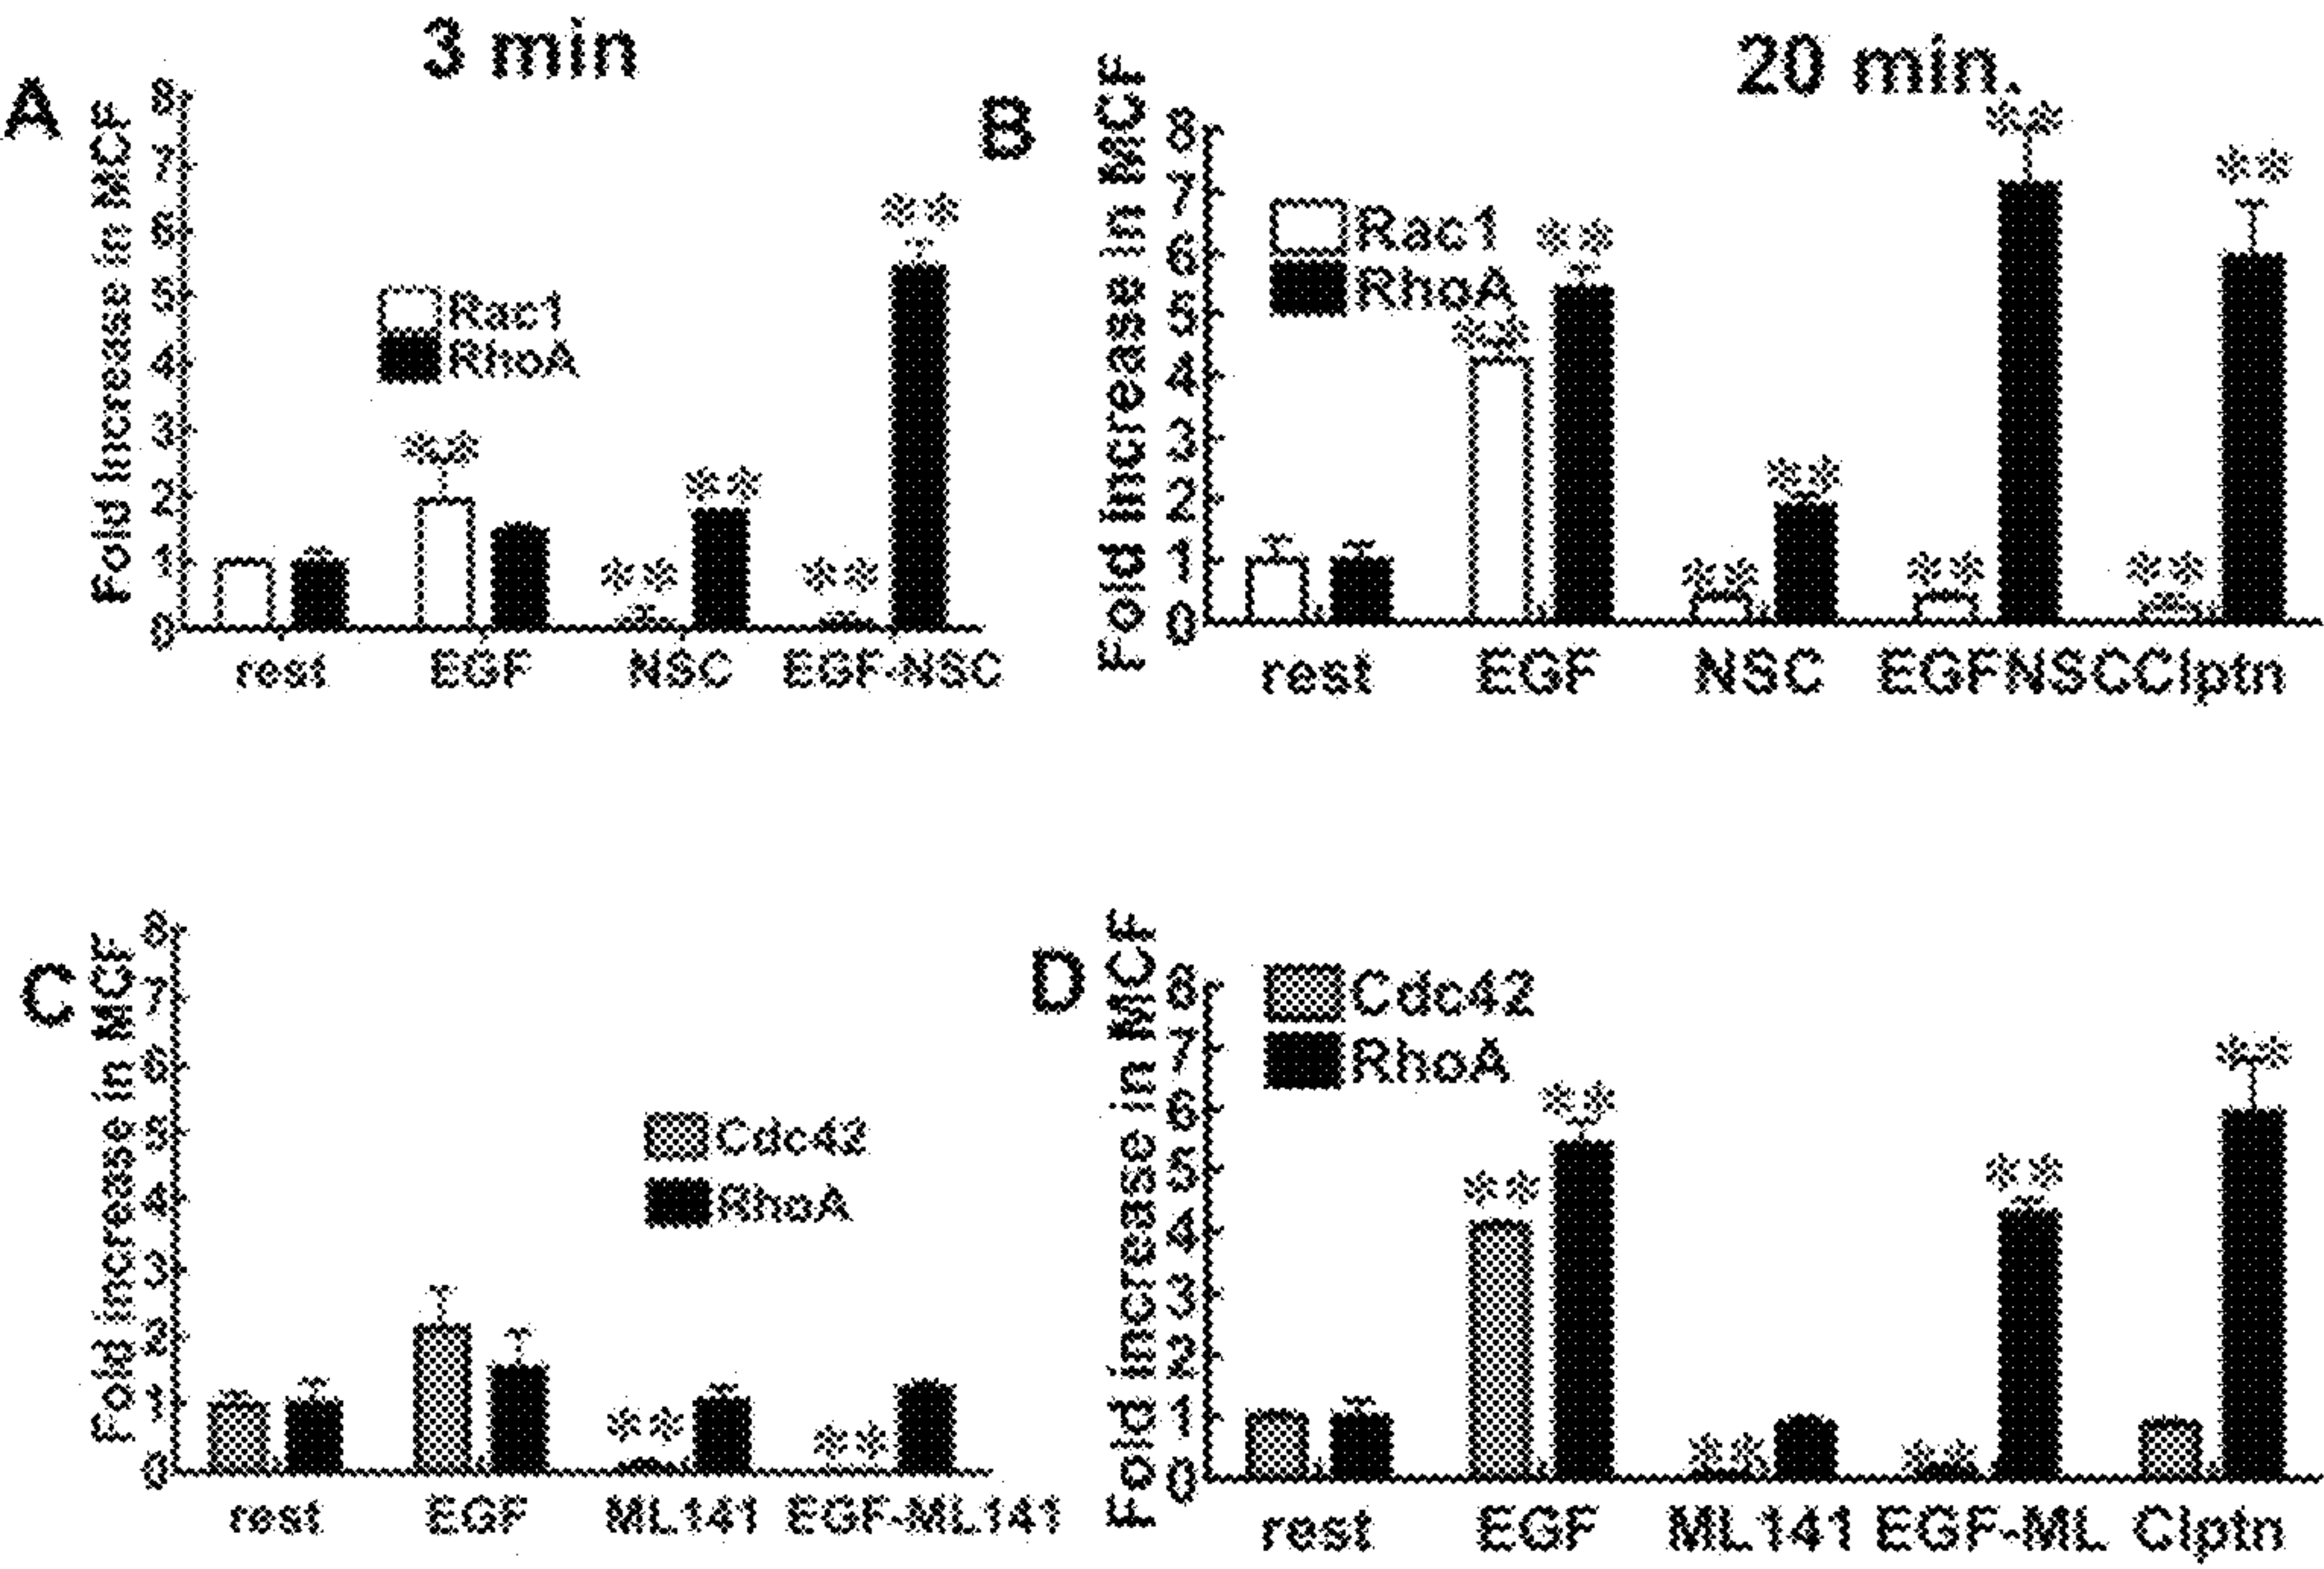 3 min
20 min.
A
Fold Increase in MCF
8
7
6
5
4
3
2
1
0
Rac1
RhoA
** ** ** ** **
rest EGF NSC EGF-NSC
B
Fold Increase in MCF
8
7
6
5
4
3
2
1
0
Rac1
RhoA
** ** ** ** ** ** ** **
rest EGF NSC EGFNSCClptn
C
Fold increase in MCF
8
7
6
5
4
3
3
1
0
Cdc42
RhoA
** **
rest EGF ML141 EGF-ML141
D
Fold increase in MCF
8
7
6
5
4
3
2
1
0
Cdc42
RhoA
** ** ** ** ** **
rest EGF ML141 EGF-ML Clptn